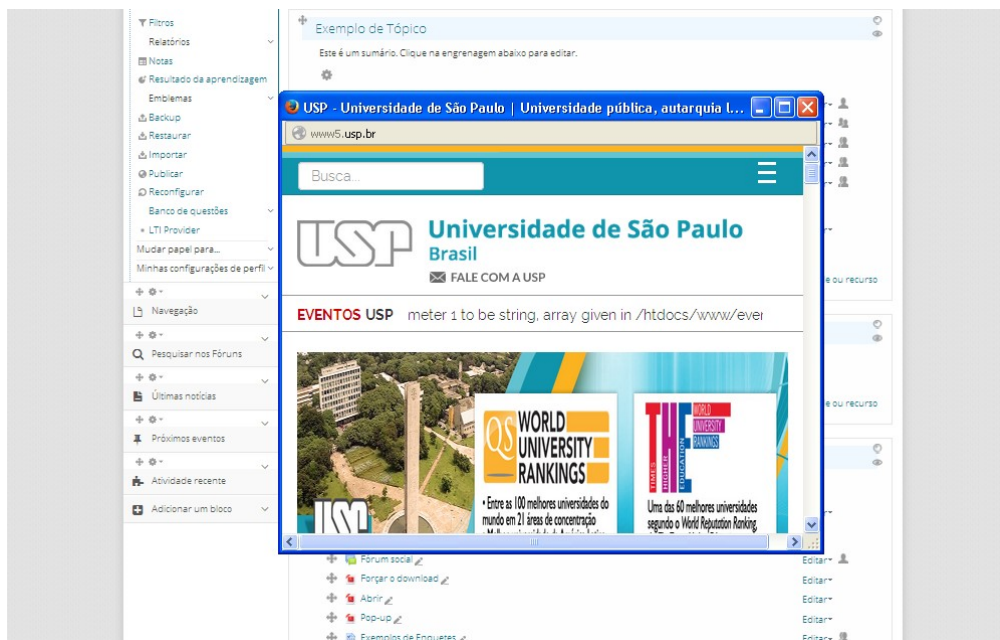 Filtros
Relatórios
Notas
Resultado da aprendizagem
Emblemas
Backup
Restaurar
Importar
Publicar
Reconfigurar
Banco de questões
LTI Provider
Mudar papel para...
Minhas configurações de perfil
Navegação
Pesquisar nos Fóruns
Últimas notícias
Próximos eventos
Atividade recente
Adicionar um bloco
Exemplo de Tópico
Este é um sumário. Clique na engrenagem abaixo para editar.
USP - Universidade de São Paulo | Universidade pública, autarquia l...
www5.usp.br
Busca...
USP Universidade de São Paulo
Brasil
FALE COM A USP
EVENTOS USP meter 1 to be string, array given in /htdocs/www/ever
QS WORLD
UNIVERSITY
RANKINGS
• Entre as 100 melhores universidades do
mundo em 21 áreas de concentração
THE WORLD
UNIVERSITY
RANKINGS
TIMES
HIGHER
EDUCATION
Uma das 60 melhores universidades
segundo o World Reputation Ranking,
USP
e ou recurso
e ou recurso
Fórum social Editar
Forçar o download Editar
Abrir Editar
Pop-up Editar
Exemplos de Enquetes Editar